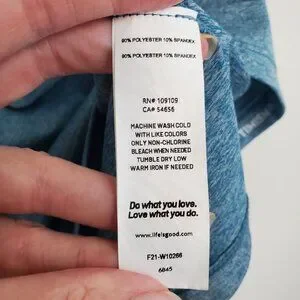 90% POLYESTER 10% SPANDEX
90% POLYESTER 10% SPANDEX
RN# 109109
CA# 54656
MACHINE WASH COLD
WITH LIKE COLORS
ONLY NON-CHLORINE
BLEACH WHEN NEEDED
TUMBLE DRY LOW
WARM IRON IF NEEDED
Do what you love.
Love what you do.
www.lifeisgood.com
F21-W10266
6845